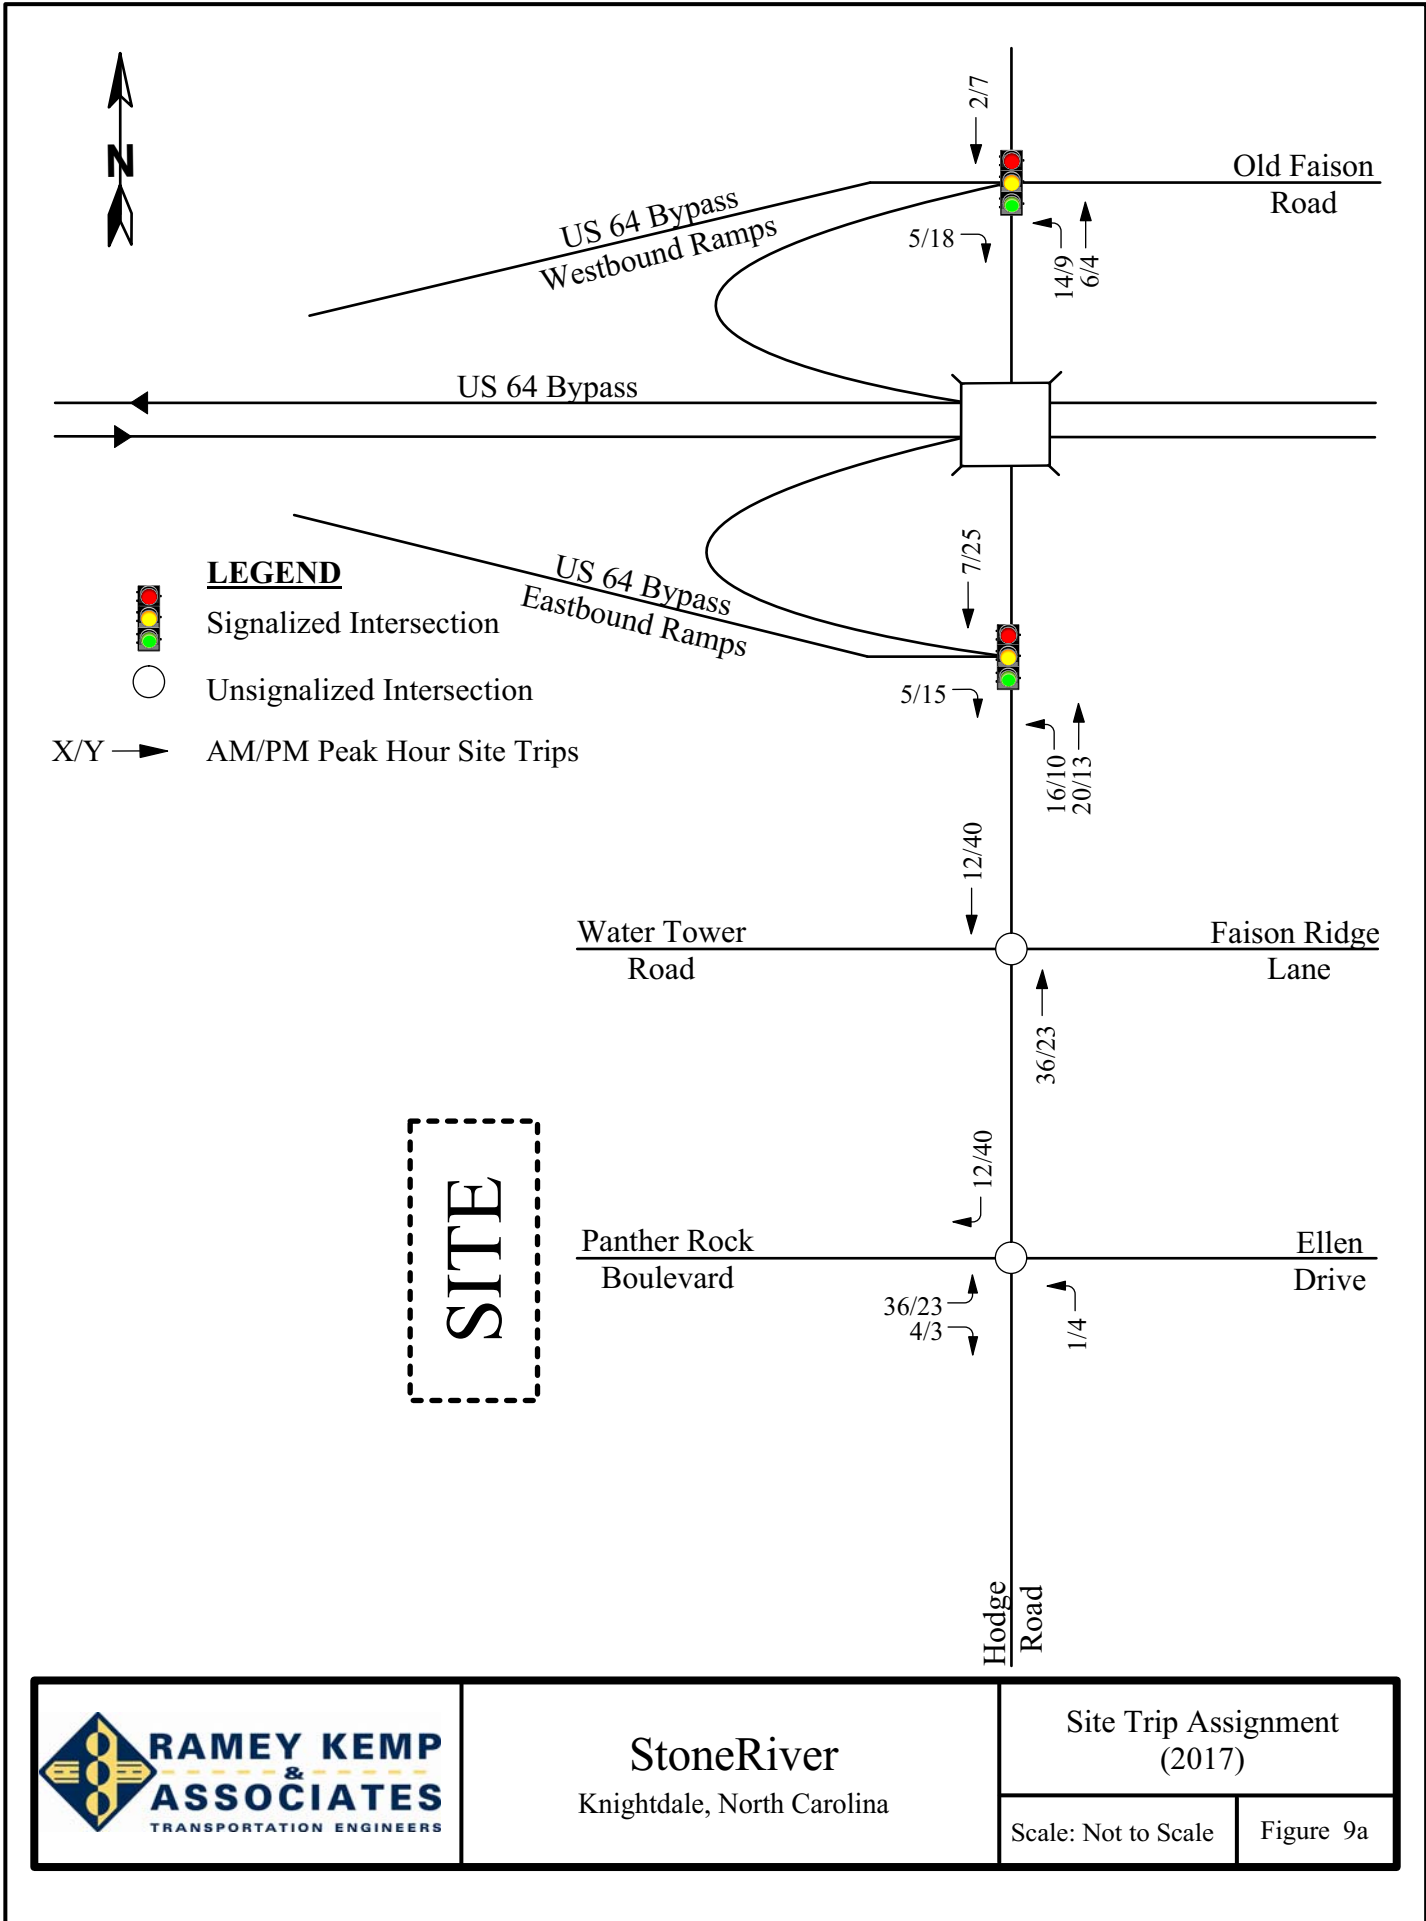 N
2/7
Old Faison
Road
US 64 Bypass
Westbound Ramps
5/18
14/9
6/4
US 64 Bypass
7/25
US 64 Bypass
Eastbound Ramps
LEGEND
Signalized Intersection
Unsignalized Intersection
X/Y AM/PM Peak Hour Site Trips
5/15
16/10
20/13
12/40
Water Tower
Road
Faison Ridge
Lane
36/23
12/40
SITE
Panther Rock
Boulevard
Ellen
Drive
36/23
4/3
1/4
Hodge
Road
RAMEY KEMP
&
ASSOCIATES
TRANSPORTATION ENGINEERS
StoneRiver
Knightdale, North Carolina
Site Trip Assignment
(2017)
Scale: Not to Scale
Figure 9a